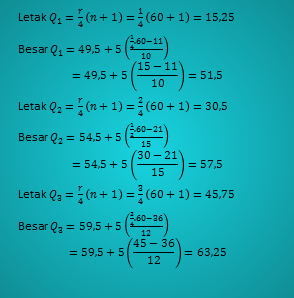 Letak Q₁ = r/4 (n + 1) = 1/4 (60 + 1) = 15,25
Besar Q₁ = 49,5 + 5 ((1/4.60−11)/10)
= 49,5 + 5 ((15 − 11)/10) = 51,5
Letak Q₂ = r/4 (n + 1) = 2/4 (60 + 1) = 30,5
Besar Q₂ = 54,5 + 5 ((2/4.60−21)/15)
= 54,5 + 5 ((30 − 21)/15) = 57,5
Letak Q₃ = r/4 (n + 1) = 3/4 (60 + 1) = 45,75
Besar Q₃ = 59,5 + 5 ((3/4.60−36)/12)
= 59,5 + 5 ((45 − 36)/12) = 63,25